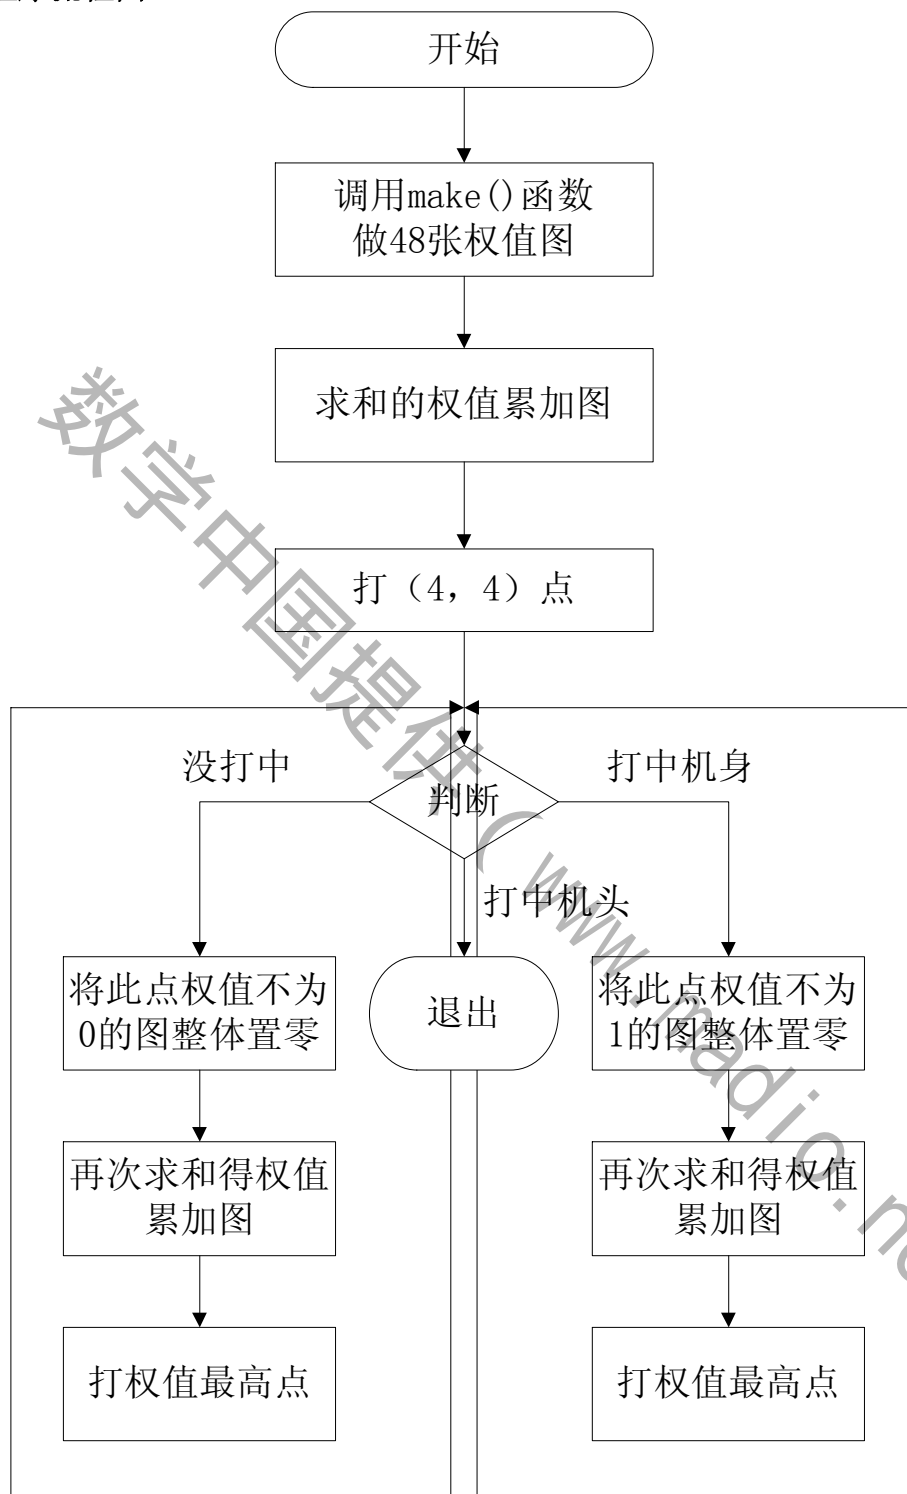 开始
调用make()函数
做48张权值图
求和的权值累加图
打（4，4）点
没打中
判断
打中机身
打中机头
将此点权值不为
0的图整体置零
退出
将此点权值不为
1的图整体置零
再次求和得权值
累加图
再次求和得权值
累加图
打权值最高点
打权值最高点
数学中国提供（www.madio.ne